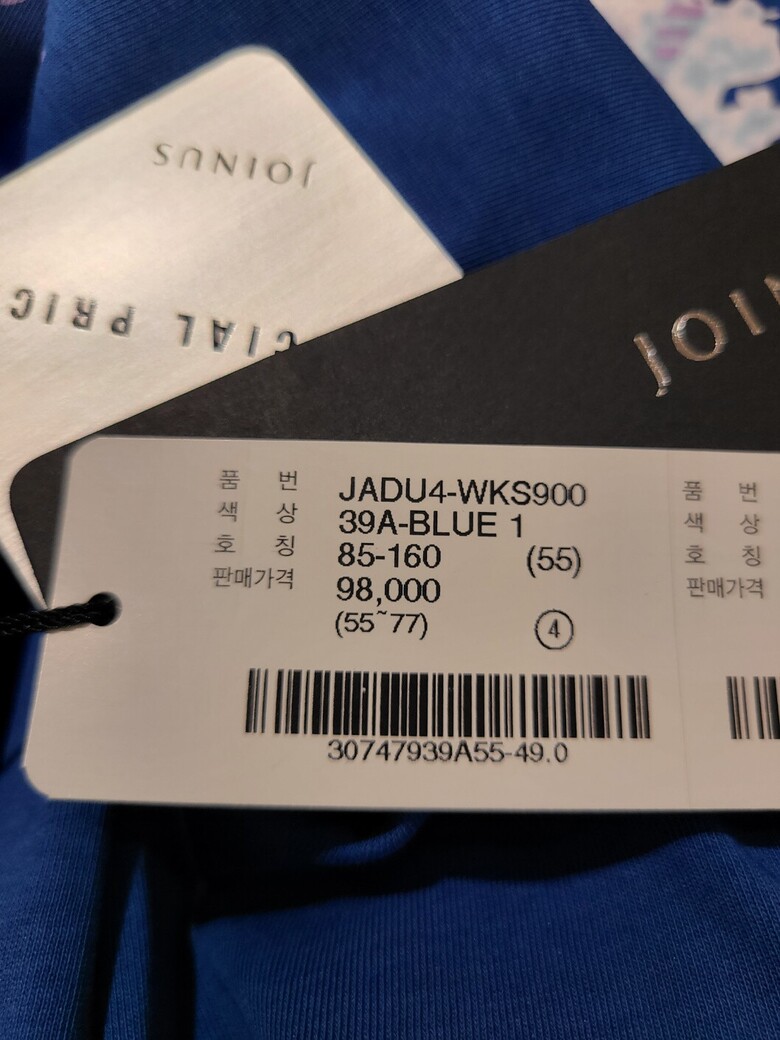 JOINUS
CIAL PRIC
JOIN
품 번 JADU4-WKS900
색 상 39A-BLUE 1
호 칭 85-160 (55)
판매가격 98,000
(55~77) 4
30747939A55-49.0
품 번
색 상
호 칭
판매가격